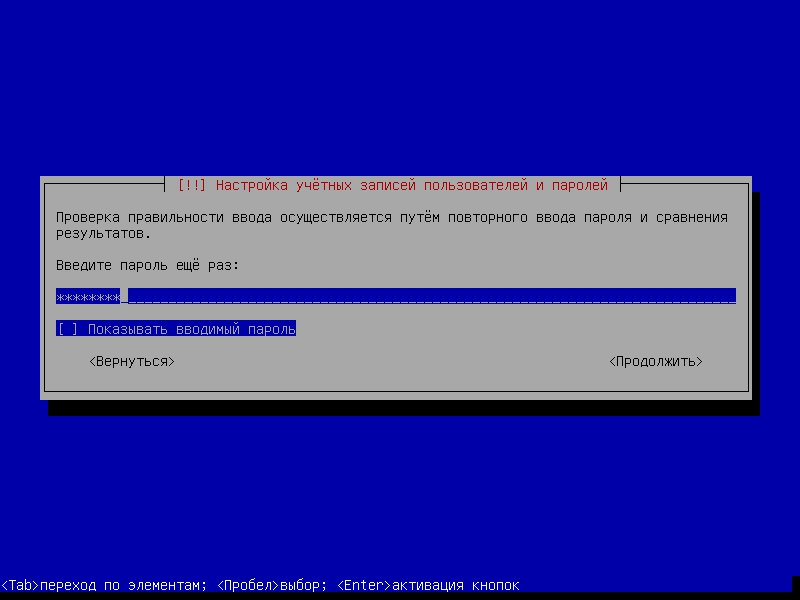 [!!] Настройка учётных записей пользователей и паролей
Проверка правильности ввода осуществляется путём повторного ввода пароля и сравнения
результатов.
Введите пароль ещё раз:
********
[ ] Показывать вводимый пароль
<Вернуться> <Продолжить>
<Tab>переход по элементам; <Пробел>выбор; <Enter>активация кнопок